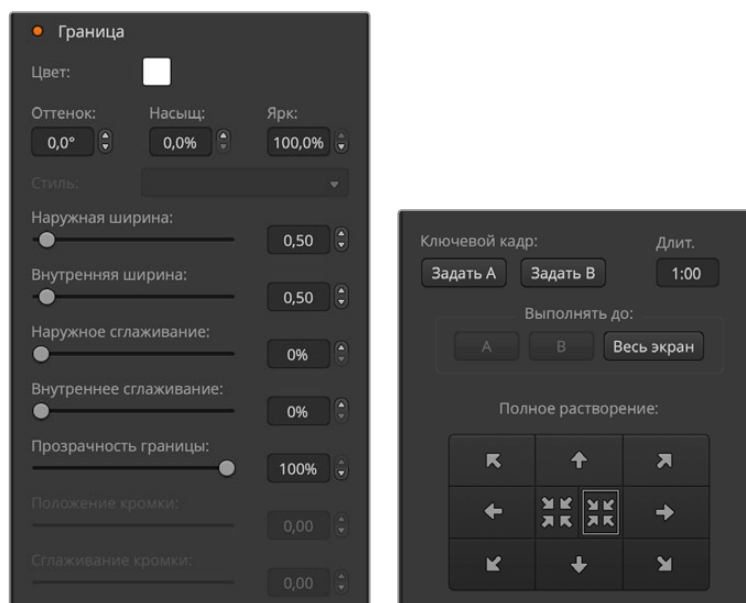 Граница
Цвет:
Оттенок: Насыщ: Ярк:
0,0° 0,0% 100,0%
Стиль:
Наружная ширина:
0,50
Внутренняя ширина:
0,50
Наружное сглаживание:
0%
Внутреннее сглаживание:
0%
Прозрачность границы:
100%
Положение кромки:
0,00
Сглаживание кромки:
0,00
Ключевой кадр: Длит.
Задать A Задать B 1:00
Выполнять до:
A B Весь экран
Полное растворение: